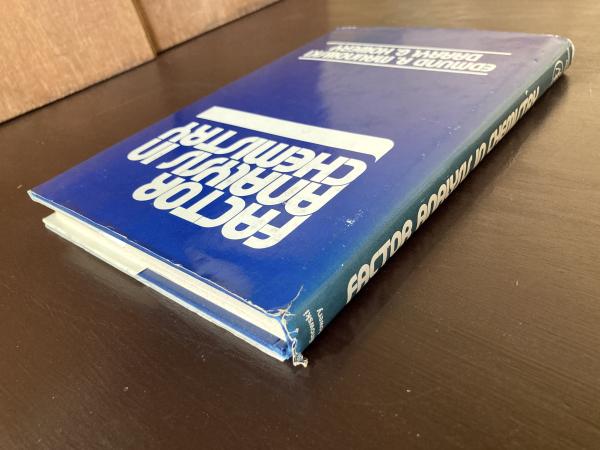 FACTOR
ANALYSIS IN
CHEMISTRY
EDMUND R. MALINOWSKI
DARRYL G. HOWERY
FACTOR ANALYSIS IN CHEMISTRY